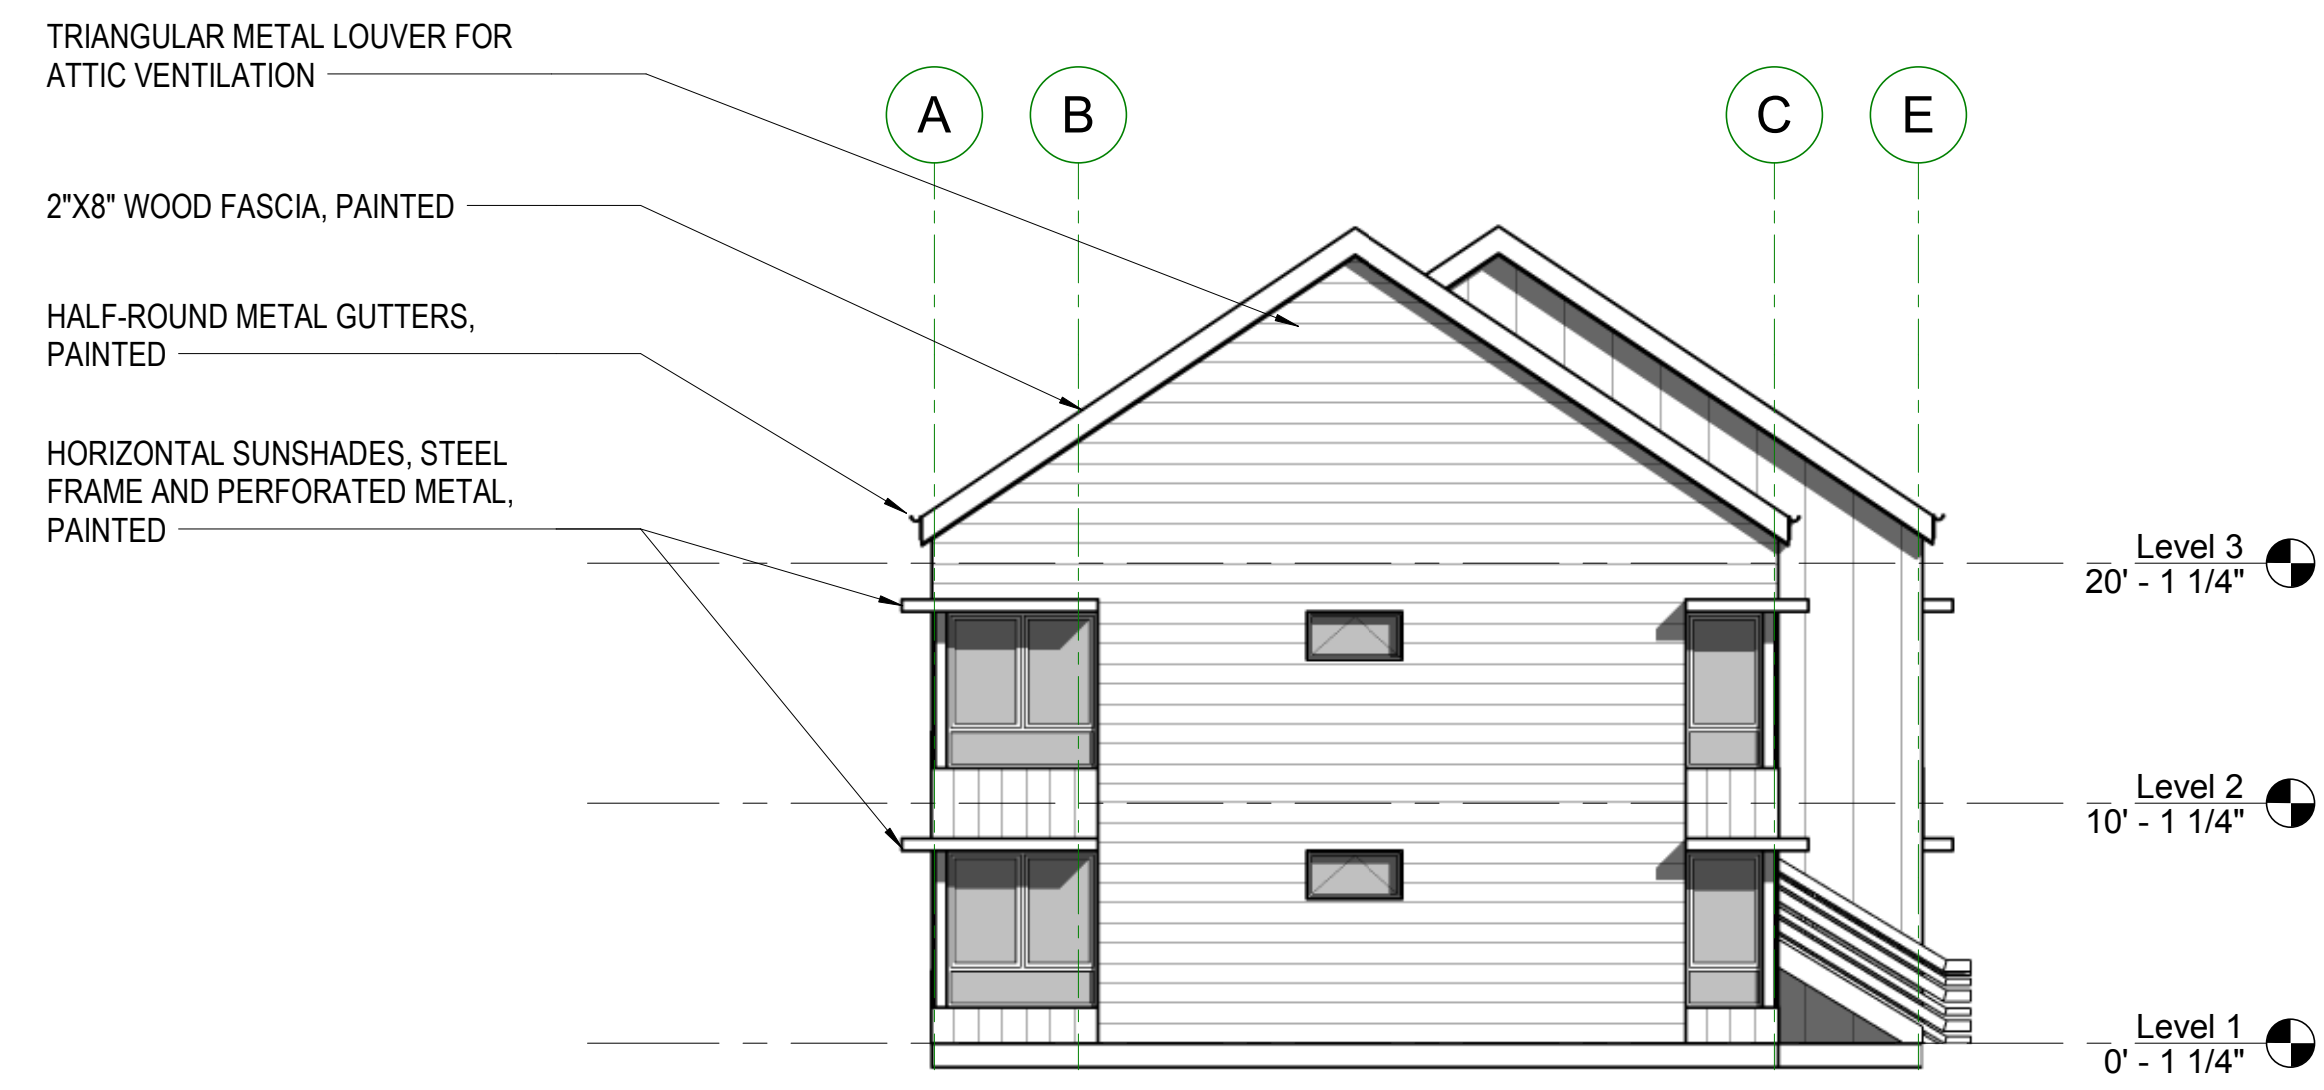 TRIANGULAR METAL LOUVER FOR
ATTIC VENTILATION
A
B
C
E
2"X8" WOOD FASCIA, PAINTED
HALF-ROUND METAL GUTTERS,
PAINTED
HORIZONTAL SUNSHADES, STEEL
FRAME AND PERFORATED METAL,
PAINTED
Level 3
20' - 1 1/4"
Level 2
10' - 1 1/4"
Level 1
0' - 1 1/4"